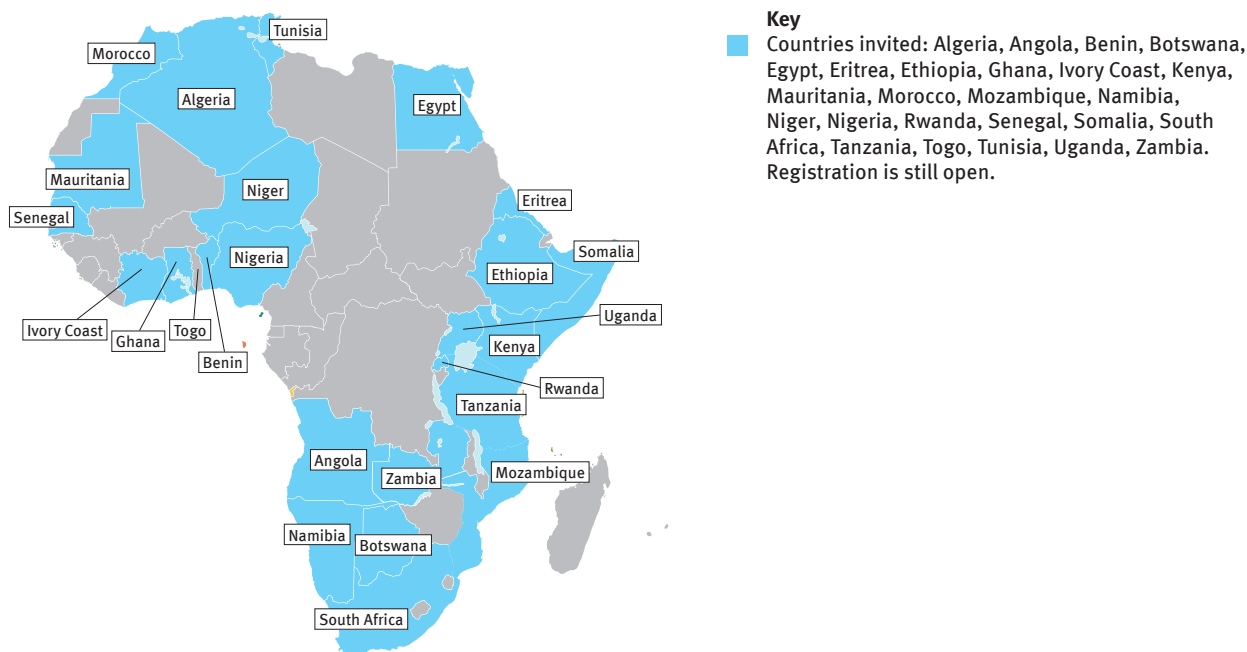 Tunisia
Morocco
Algeria
Egypt
Mauritania
Niger
Senegal
Eritrea
Nigeria
Somalia
Ethiopia
Uganda
Ivory Coast
Ghana
Togo
Benin
Kenya
Rwanda
Tanzania
Angola
Zambia
Mozambique
Namibia
Botswana
South Africa
Key
Countries invited: Algeria, Angola, Benin, Botswana,
Egypt, Eritrea, Ethiopia, Ghana, Ivory Coast, Kenya,
Mauritania, Morocco, Mozambique, Namibia,
Niger, Nigeria, Rwanda, Senegal, Somalia, South
Africa, Tanzania, Togo, Tunisia, Uganda, Zambia.
Registration is still open.